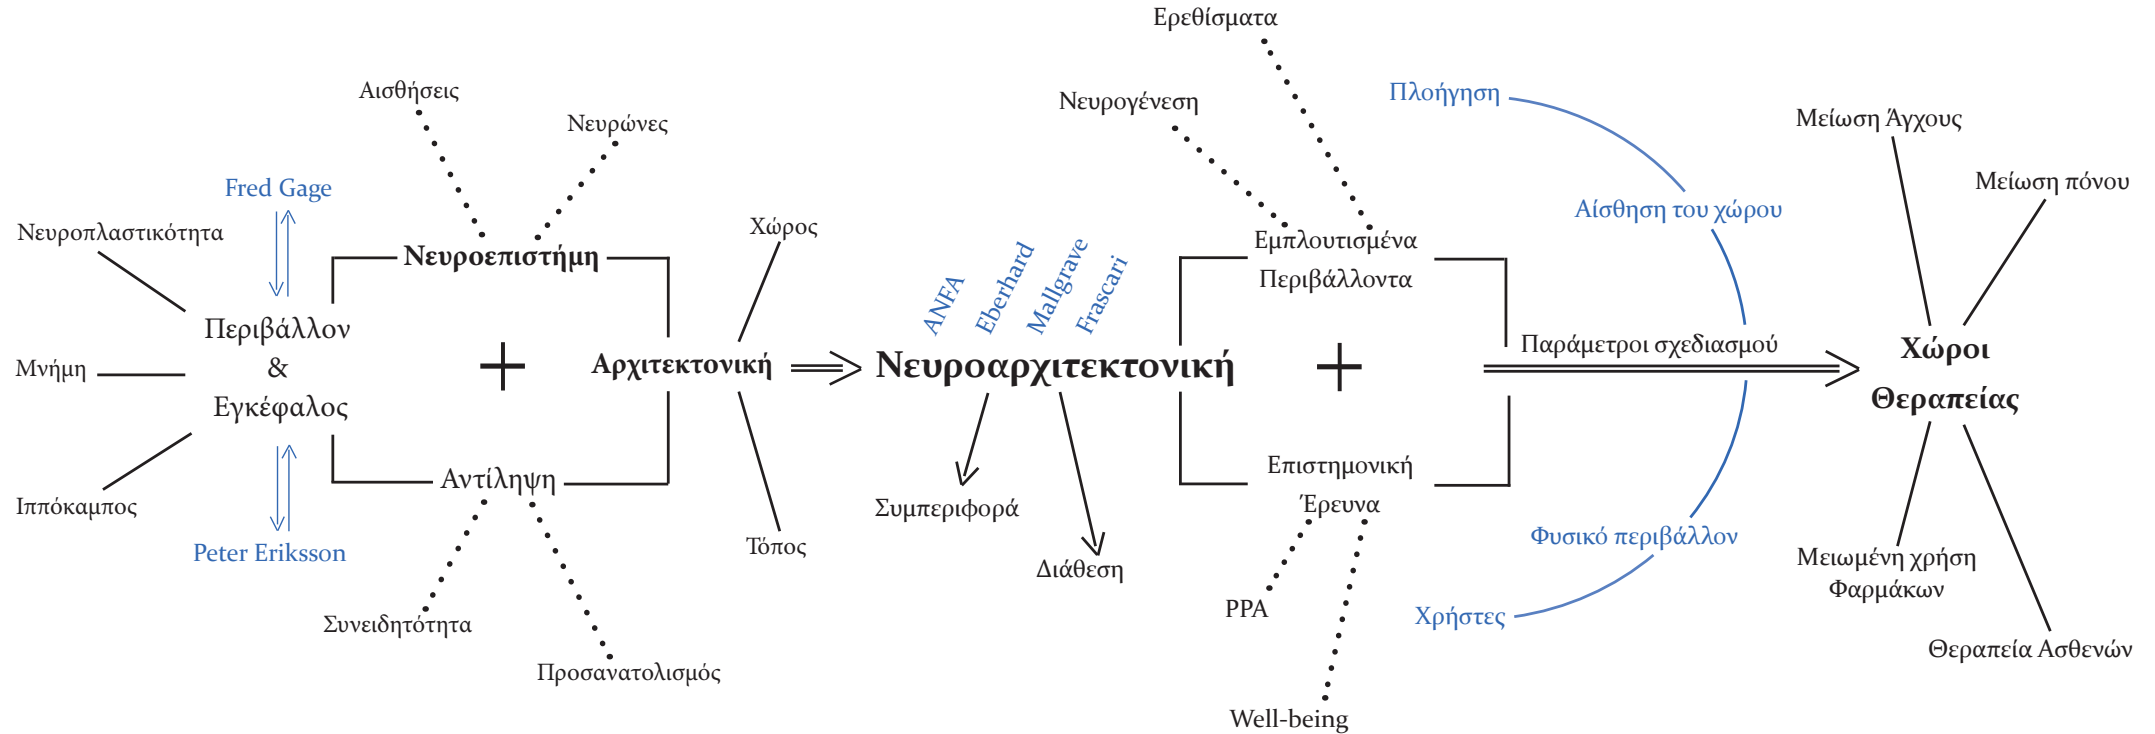 Ερεθίσματα
Αισθήσεις
Νευρώνες
Νευρογένεση
Πλοήγηση
Μείωση Άγχους
Μείωση πόνου
Fred Gage
Νευροπλαστικότητα
Νευροεπιστήμη
Χώρος
Εμπλουτισμένα
Περιβάλλοντα
Αίσθηση του χώρου
ANFA
Eberhard
Mallgrave
Frascari
Περιβάλλον
&
Εγκέφαλος
Μνήμη
+
Αρχιτεκτονική
Νευροαρχιτεκτονική
+
Παράμετροι σχεδιασμού
Χώροι
Θεραπείας
Ιππόκαμπος
Αντίληψη
Peter Eriksson
Τόπος
Συμπεριφορά
Διάθεση
Επιστημονική
Έρευνα
Φυσικό περιβάλλον
Μειωμένη χρήση
Φαρμάκων
Συνειδητότητα
Προσανατολισμός
PPA
Χρήστες
Θεραπεία Ασθενών
Well-being